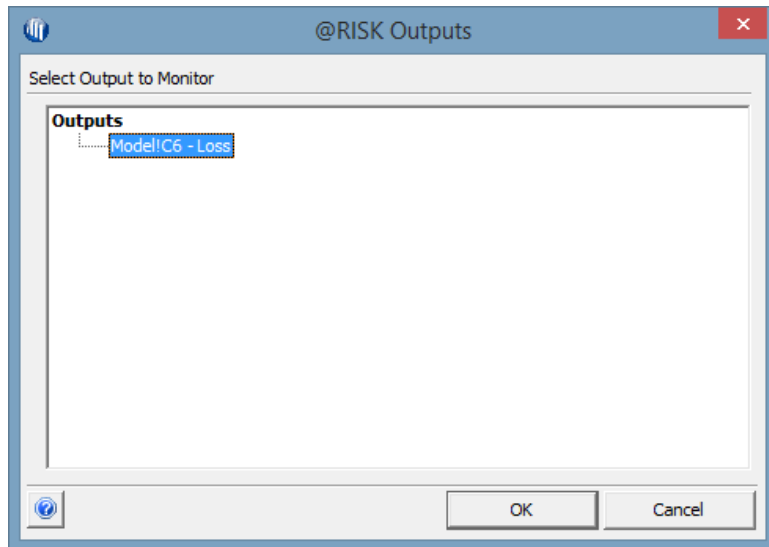 @RISK Outputs
Select Output to Monitor
Outputs
Model!C6 - Loss
OK
Cancel